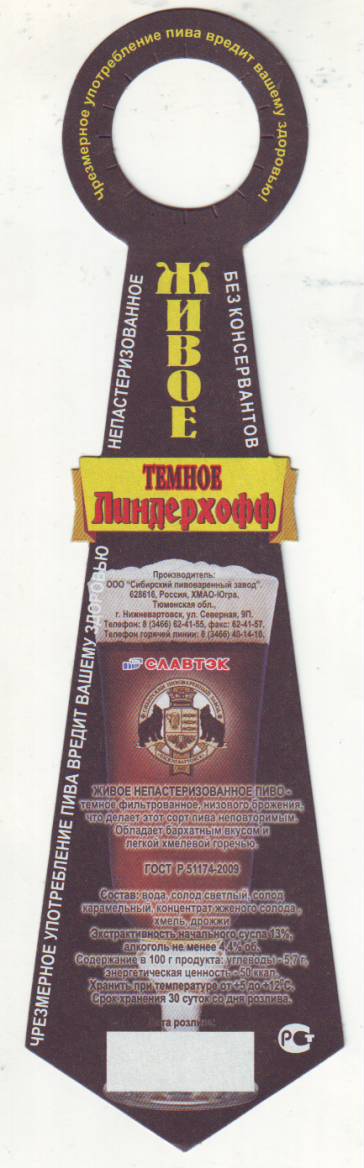 Чрезмерное употребление пива вредит вашему здоровью!
ЖИВОЕ
НЕПАСТЕРИЗОВАННОЕ
БЕЗ КОНСЕРВАНТОВ
ТЕМНОЕ
Линдерхофф
ЧРЕЗМЕРНОЕ УПОТРЕБЛЕНИЕ ПИВА ВРЕДИТ ВАШЕМУ ЗДОРОВЬЮ
Производитель:
ООО "Сибирский пивоваренный завод".
628616, Россия, ХМАО-Югра,
Тюменская обл.,
г. Нижневартовск, ул. Северная, 9П.
Телефон: 8 (3466) 62-41-55, факс: 62-41-57.
Телефон горячей линии: 8 (3466) 40-14-10.
СЛАВТЭК
СИБИРСКИЙ ПИВОВАРЕННЫЙ ЗАВОД
НИЖНЕВАРТОВСК
ЖИВОЕ НЕПАСТЕРИЗОВАННОЕ ПИВО -
темное фильтрованное, низового брожения,
что делает этот сорт пива неповторимым.
Обладает бархатным вкусом и
легкой хмелевой горечью.
ГОСТ Р 51174-2009
Состав: вода, солод светлый, солод
карамельный, концентрат жженого солода,
хмель, дрожжи
Экстрактивность начального сусла 13%,
алкоголь не менее 4,4% об.
Содержание в 100 г продукта: углеводы - 5,7 г,
энергетическая ценность - 50 ккал.
Хранить при температуре от +5 до +12°С.
Срок хранения 30 суток со дня розлива.
Дата розлива:
РСТ